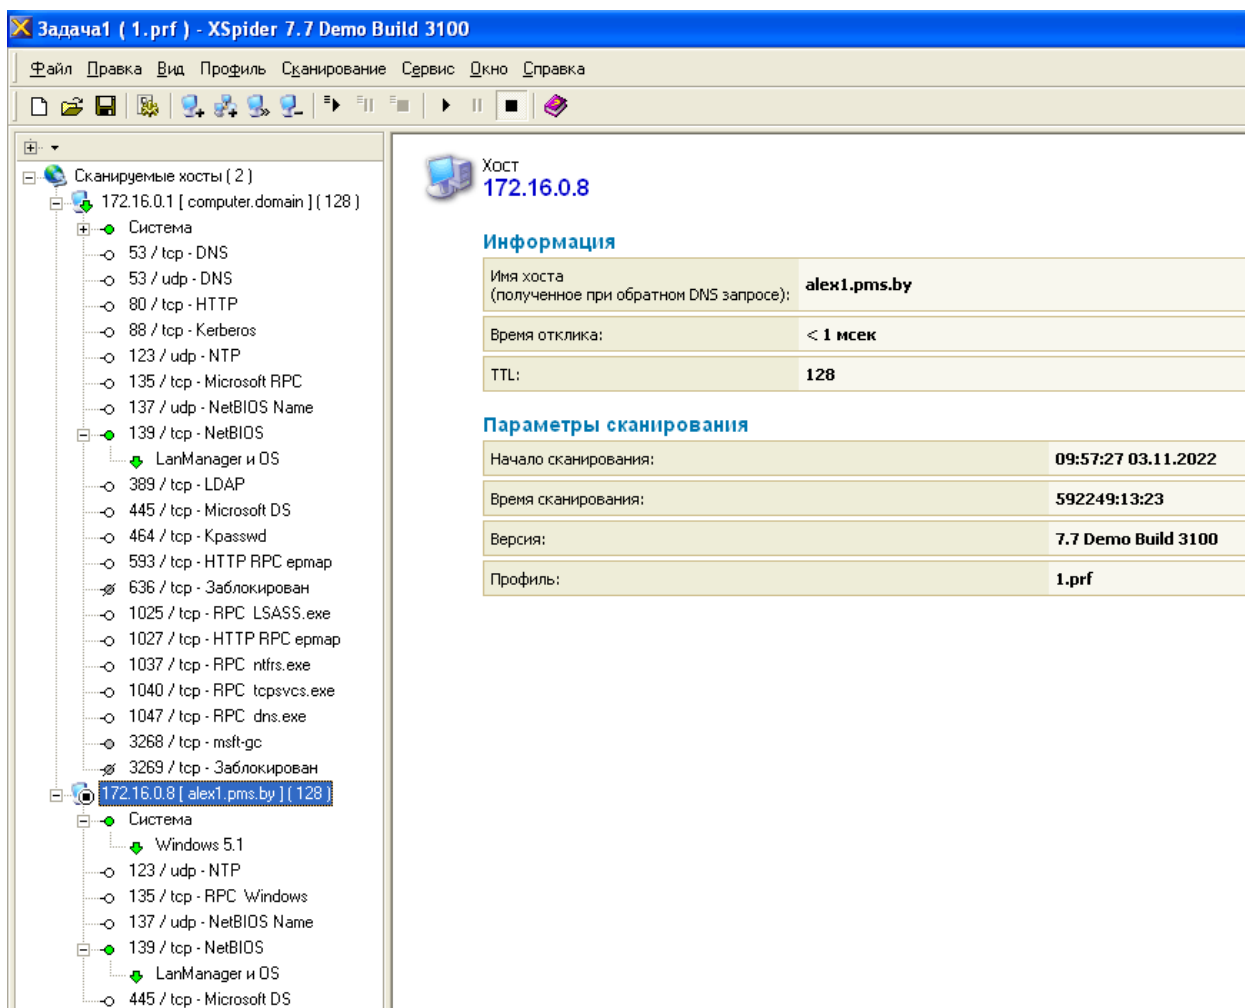 Задача1 ( 1.prf ) - XSpider 7.7 Demo Build 3100
Файл Правка Вид Профиль Сканирование Сервис Окно Справка
Сканируемые хосты ( 2 )
172.16.0.1 [ computer.domain ] ( 128 )
Система
53 / tcp - DNS
53 / udp - DNS
80 / tcp - HTTP
88 / tcp - Kerberos
123 / udp - NTP
135 / tcp - Microsoft RPC
137 / udp - NetBIOS Name
139 / tcp - NetBIOS
LanManager и OS
389 / tcp - LDAP
445 / tcp - Microsoft DS
464 / tcp - Kpasswd
593 / tcp - HTTP RPC epmap
636 / tcp - Заблокирован
1025 / tcp - RPC LSASS.exe
1027 / tcp - HTTP RPC epmap
1037 / tcp - RPC ntfrs.exe
1040 / tcp - RPC tcpsvcs.exe
1047 / tcp - RPC dns.exe
3268 / tcp - msft-gc
3269 / tcp - Заблокирован
172.16.0.8 [ alex1.pms.by ] ( 128 )
Система
Windows 5.1
123 / udp - NTP
135 / tcp - RPC Windows
137 / udp - NetBIOS Name
139 / tcp - NetBIOS
LanManager и OS
445 / tcp - Microsoft DS
Хост
172.16.0.8
Информация
Имя хоста
(полученное при обратном DNS запросе): alex1.pms.by
Время отклика: < 1 мсек
TTL: 128
Параметры сканирования
Начало сканирования: 09:57:27 03.11.2022
Время сканирования: 592249:13:23
Версия: 7.7 Demo Build 3100
Профиль: 1.prf